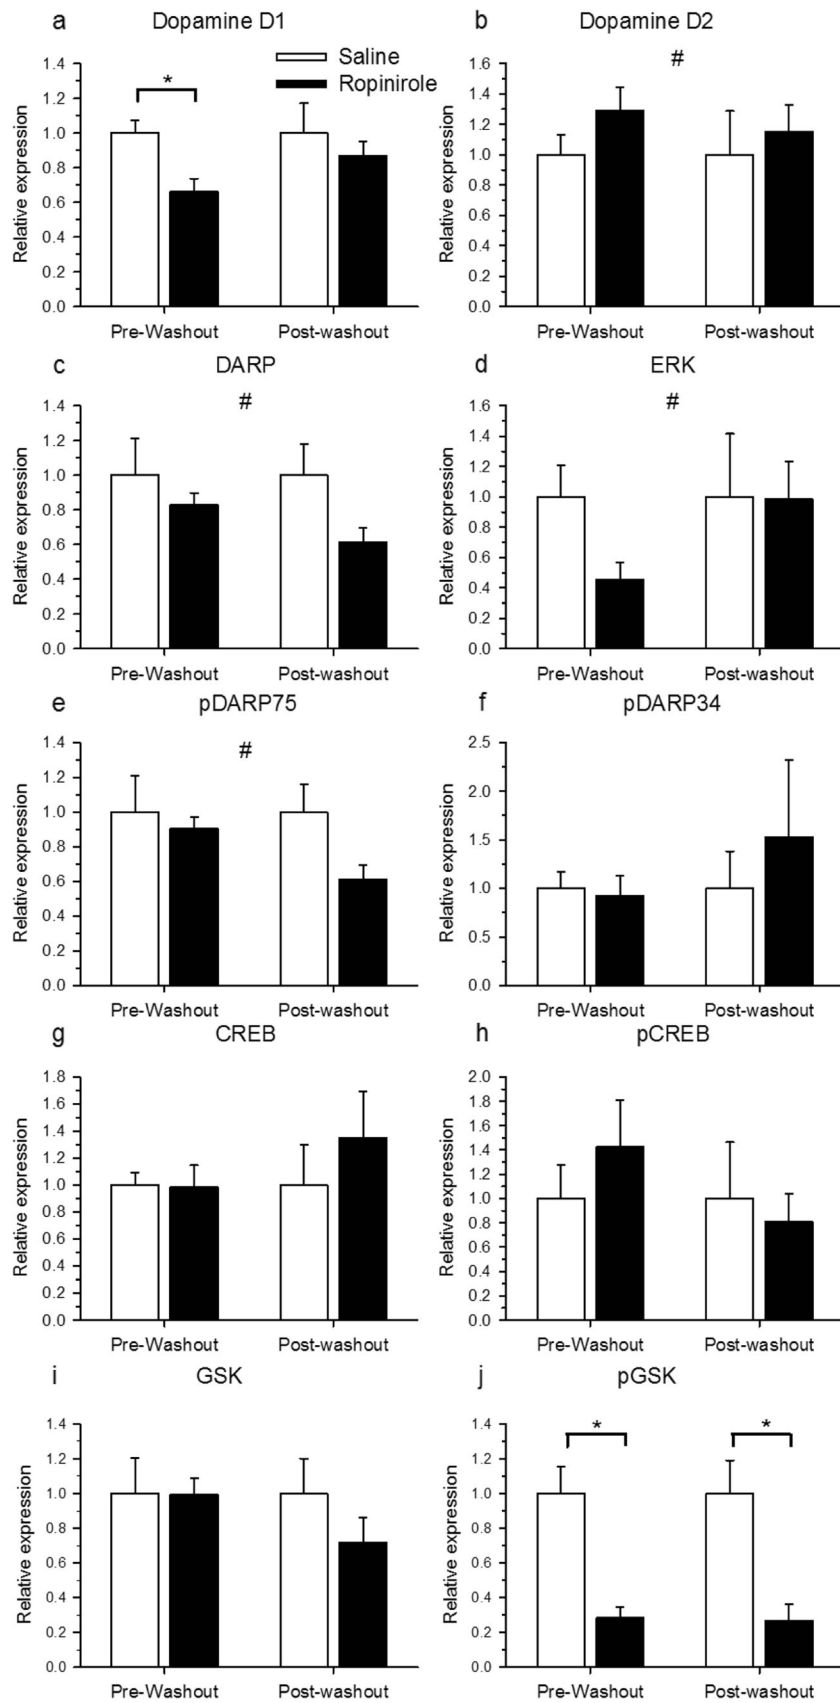 a Dopamine D1
b Dopamine D2
Saline
Ropinirole
Relative expression
1.4
1.2
1.0
0.8
0.6
0.4
0.2
0.0
*
Pre-Washout Post-washout
Relative expression
1.6
1.4
1.2
1.0
0.8
0.6
0.4
0.2
0.0
#
Pre-Washout Post-washout
c DARP
Relative expression
1.4
1.2
1.0
0.8
0.6
0.4
0.2
0.0
#
Pre-Washout Post-washout
d ERK
Relative expression
1.6
1.4
1.2
1.0
0.8
0.6
0.4
0.2
0.0
#
Pre-Washout Post-washout
e pDARP75
Relative expression
1.4
1.2
1.0
0.8
0.6
0.4
0.2
0.0
#
Pre-Washout Post-washout
f pDARP34
Relative expression
2.5
2.0
1.5
1.0
0.5
0.0
Pre-Washout Post-washout
g CREB
Relative expression
1.8
1.6
1.4
1.2
1.0
0.8
0.6
0.4
0.2
0.0
Pre-Washout Post-washout
h pCREB
Relative expression
2.0
1.8
1.6
1.4
1.2
1.0
0.8
0.6
0.4
0.2
0.0
Pre-Washout Post-washout
i GSK
Relative expression
1.4
1.2
1.0
0.8
0.6
0.4
0.2
0.0
Pre-Washout Post-washout
j pGSK
Relative expression
1.4
1.2
1.0
0.8
0.6
0.4
0.2
0.0
* *
Pre-Washout Post-washout